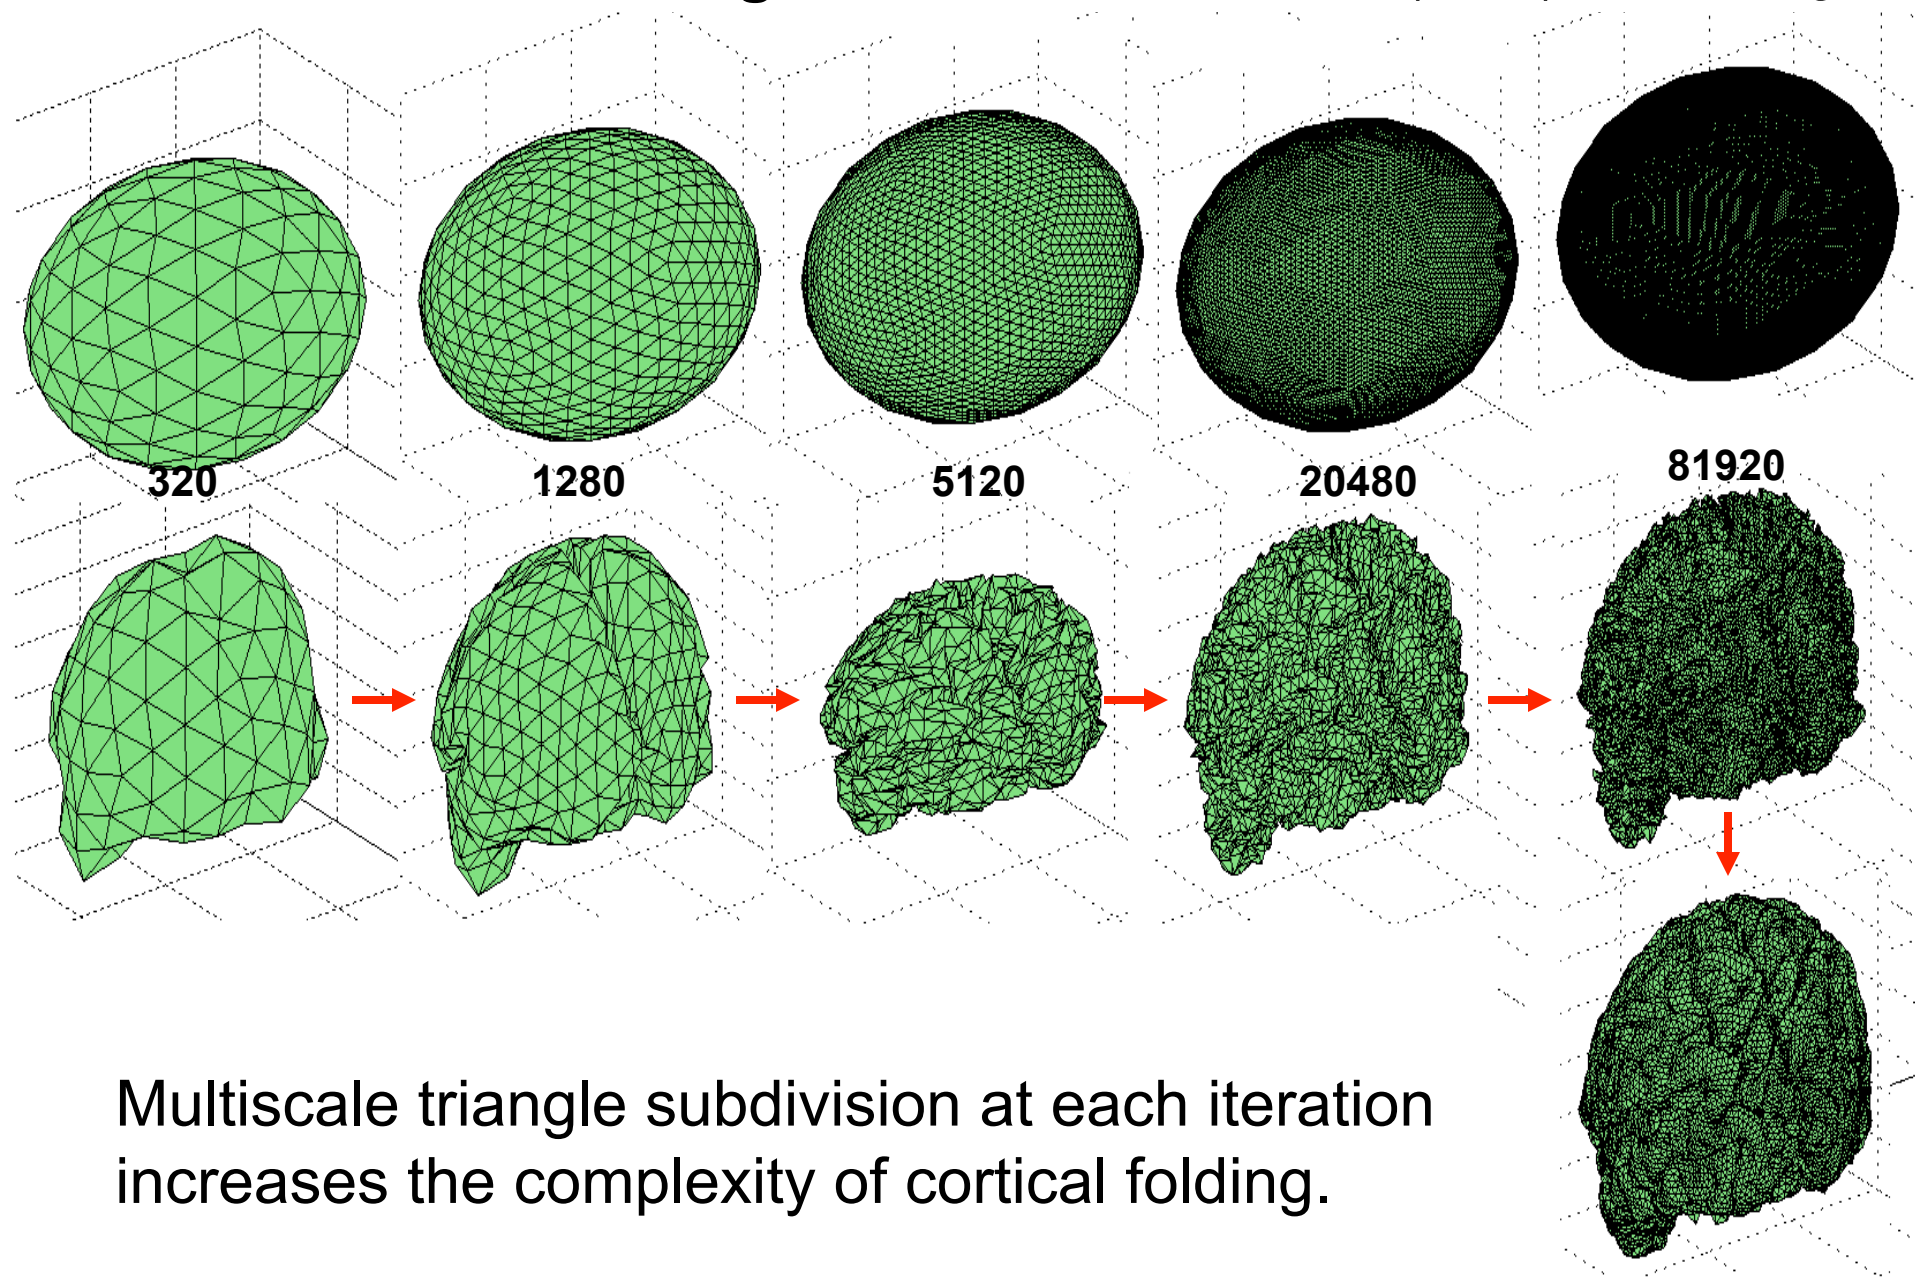 320
1280
5120
20480
81920
Multiscale triangle subdivision at each iteration
increases the complexity of cortical folding.